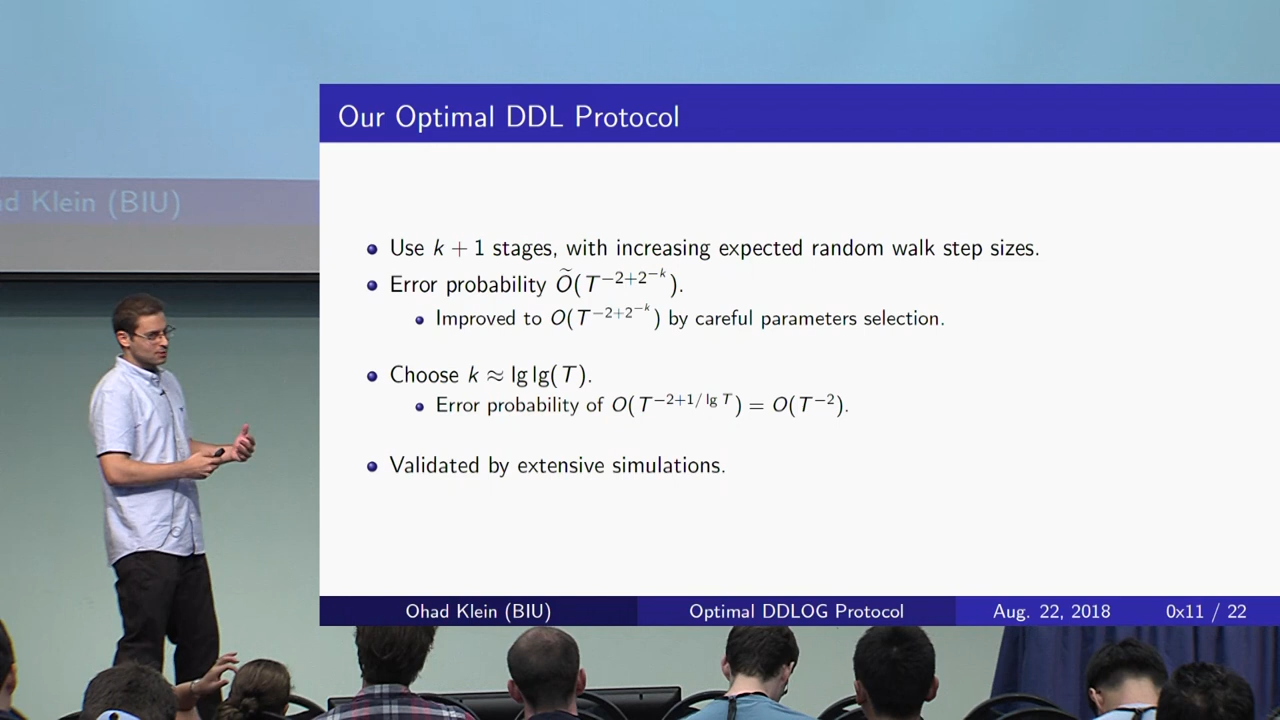 Our Optimal DDL Protocol
ad Klein (BIU)
Use k + 1 stages, with increasing expected random walk step sizes.
Error probability Õ(T^{−2+2^{−k}}).
Improved to O(T^{−2+2^{−k}}) by careful parameters selection.
Choose k ≈ lg lg(T).
Error probability of O(T^{−2+1/ lg T}) = O(T^{−2}).
Validated by extensive simulations.
Ohad Klein (BIU) Optimal DDLOG Protocol Aug. 22, 2018 0x11 / 22